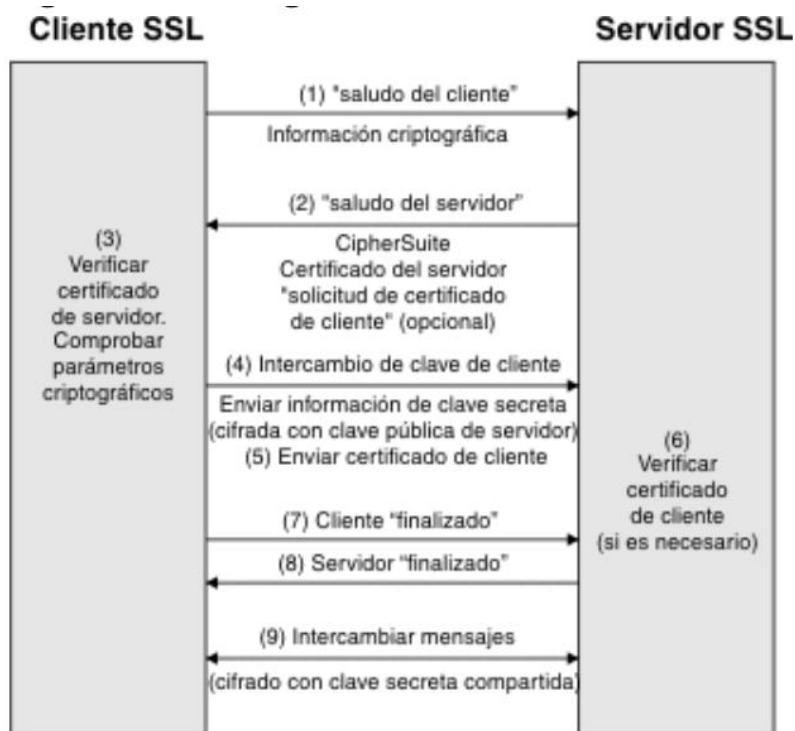 Cliente SSL
Servidor SSL
(1) "saludo del cliente"
Información criptográfica
(2) "saludo del servidor"
CipherSuite
Certificado del servidor
"solicitud de certificado
de cliente" (opcional)
(3)
Verificar
certificado
de servidor.
Comprobar
parámetros
criptográficos
(4) Intercambio de clave de cliente
Enviar información de clave secreta
(cifrada con clave pública de servidor)
(5) Enviar certificado de cliente
(6)
Verificar
certificado
de cliente
(si es necesario)
(7) Cliente "finalizado"
(8) Servidor "finalizado"
(9) Intercambiar mensajes
(cifrado con clave secreta compartida)